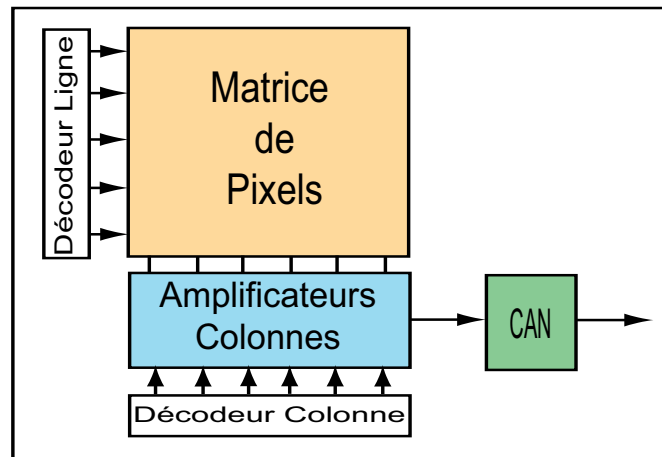 Décodeur Ligne
Matrice
de
Pixels
Amplificateurs
Colonnes
CAN
Décodeur Colonne